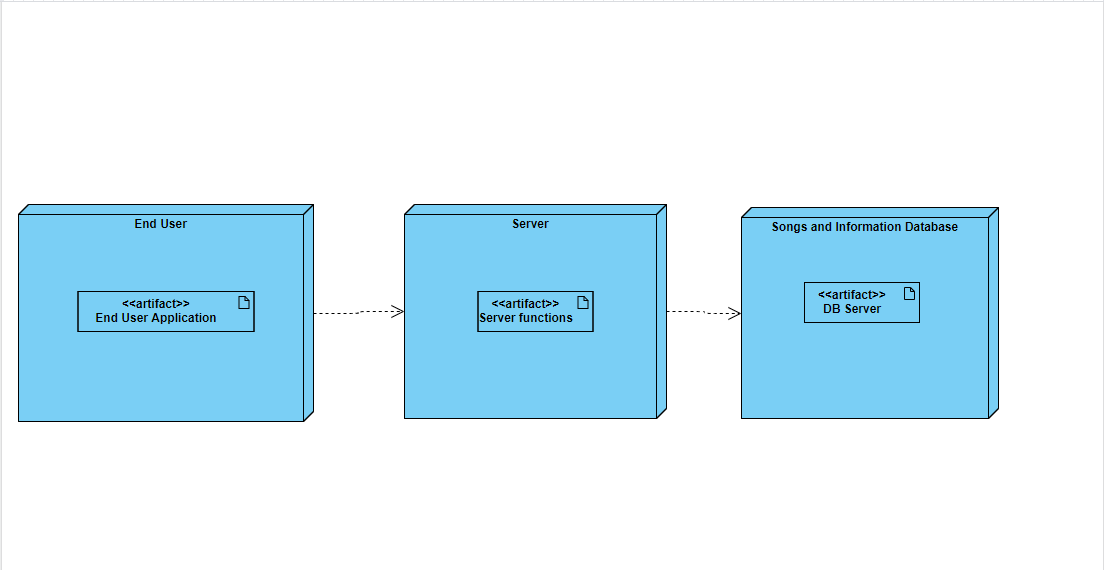 End User
<<artifact>>
End User Application
Server
<<artifact>>
Server functions
Songs and Information Database
<<artifact>>
DB Server